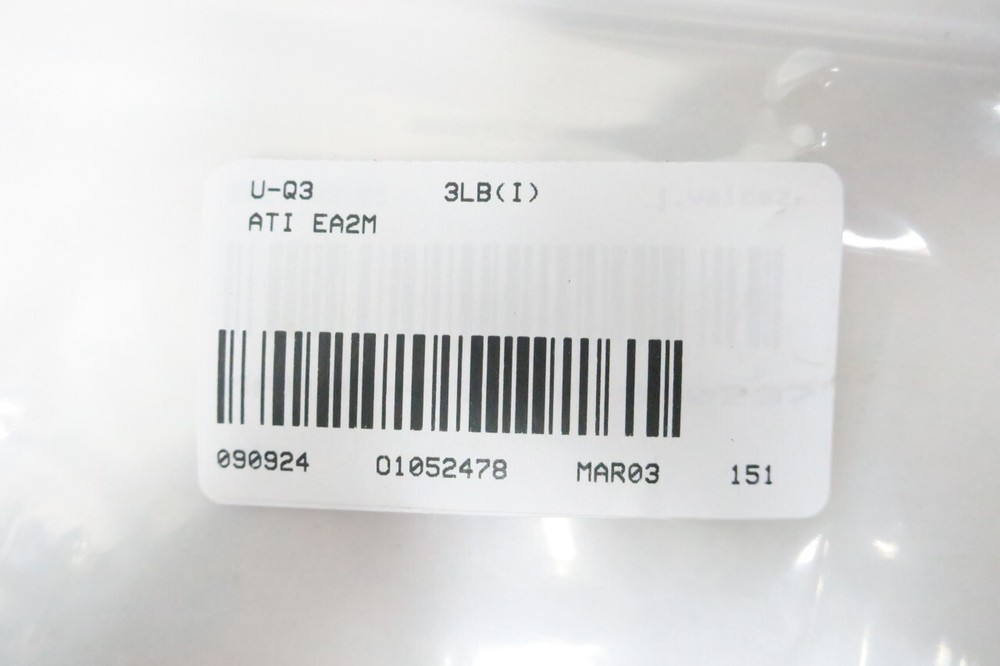 U-Q3 3LB(I)
ATI EA2M
090924 01052478 MAR03 151